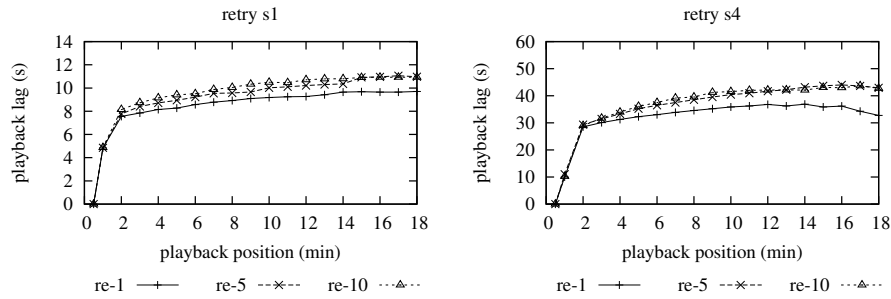 retry s1
14
12
10
8
6
4
2
0
playback lag (s)
0 2 4 6 8 10 12 14 16 18
playback position (min)
re-1 re-5 re-10
retry s4
60
50
40
30
20
10
0
playback lag (s)
0 2 4 6 8 10 12 14 16 18
playback position (min)
re-1 re-5 re-10